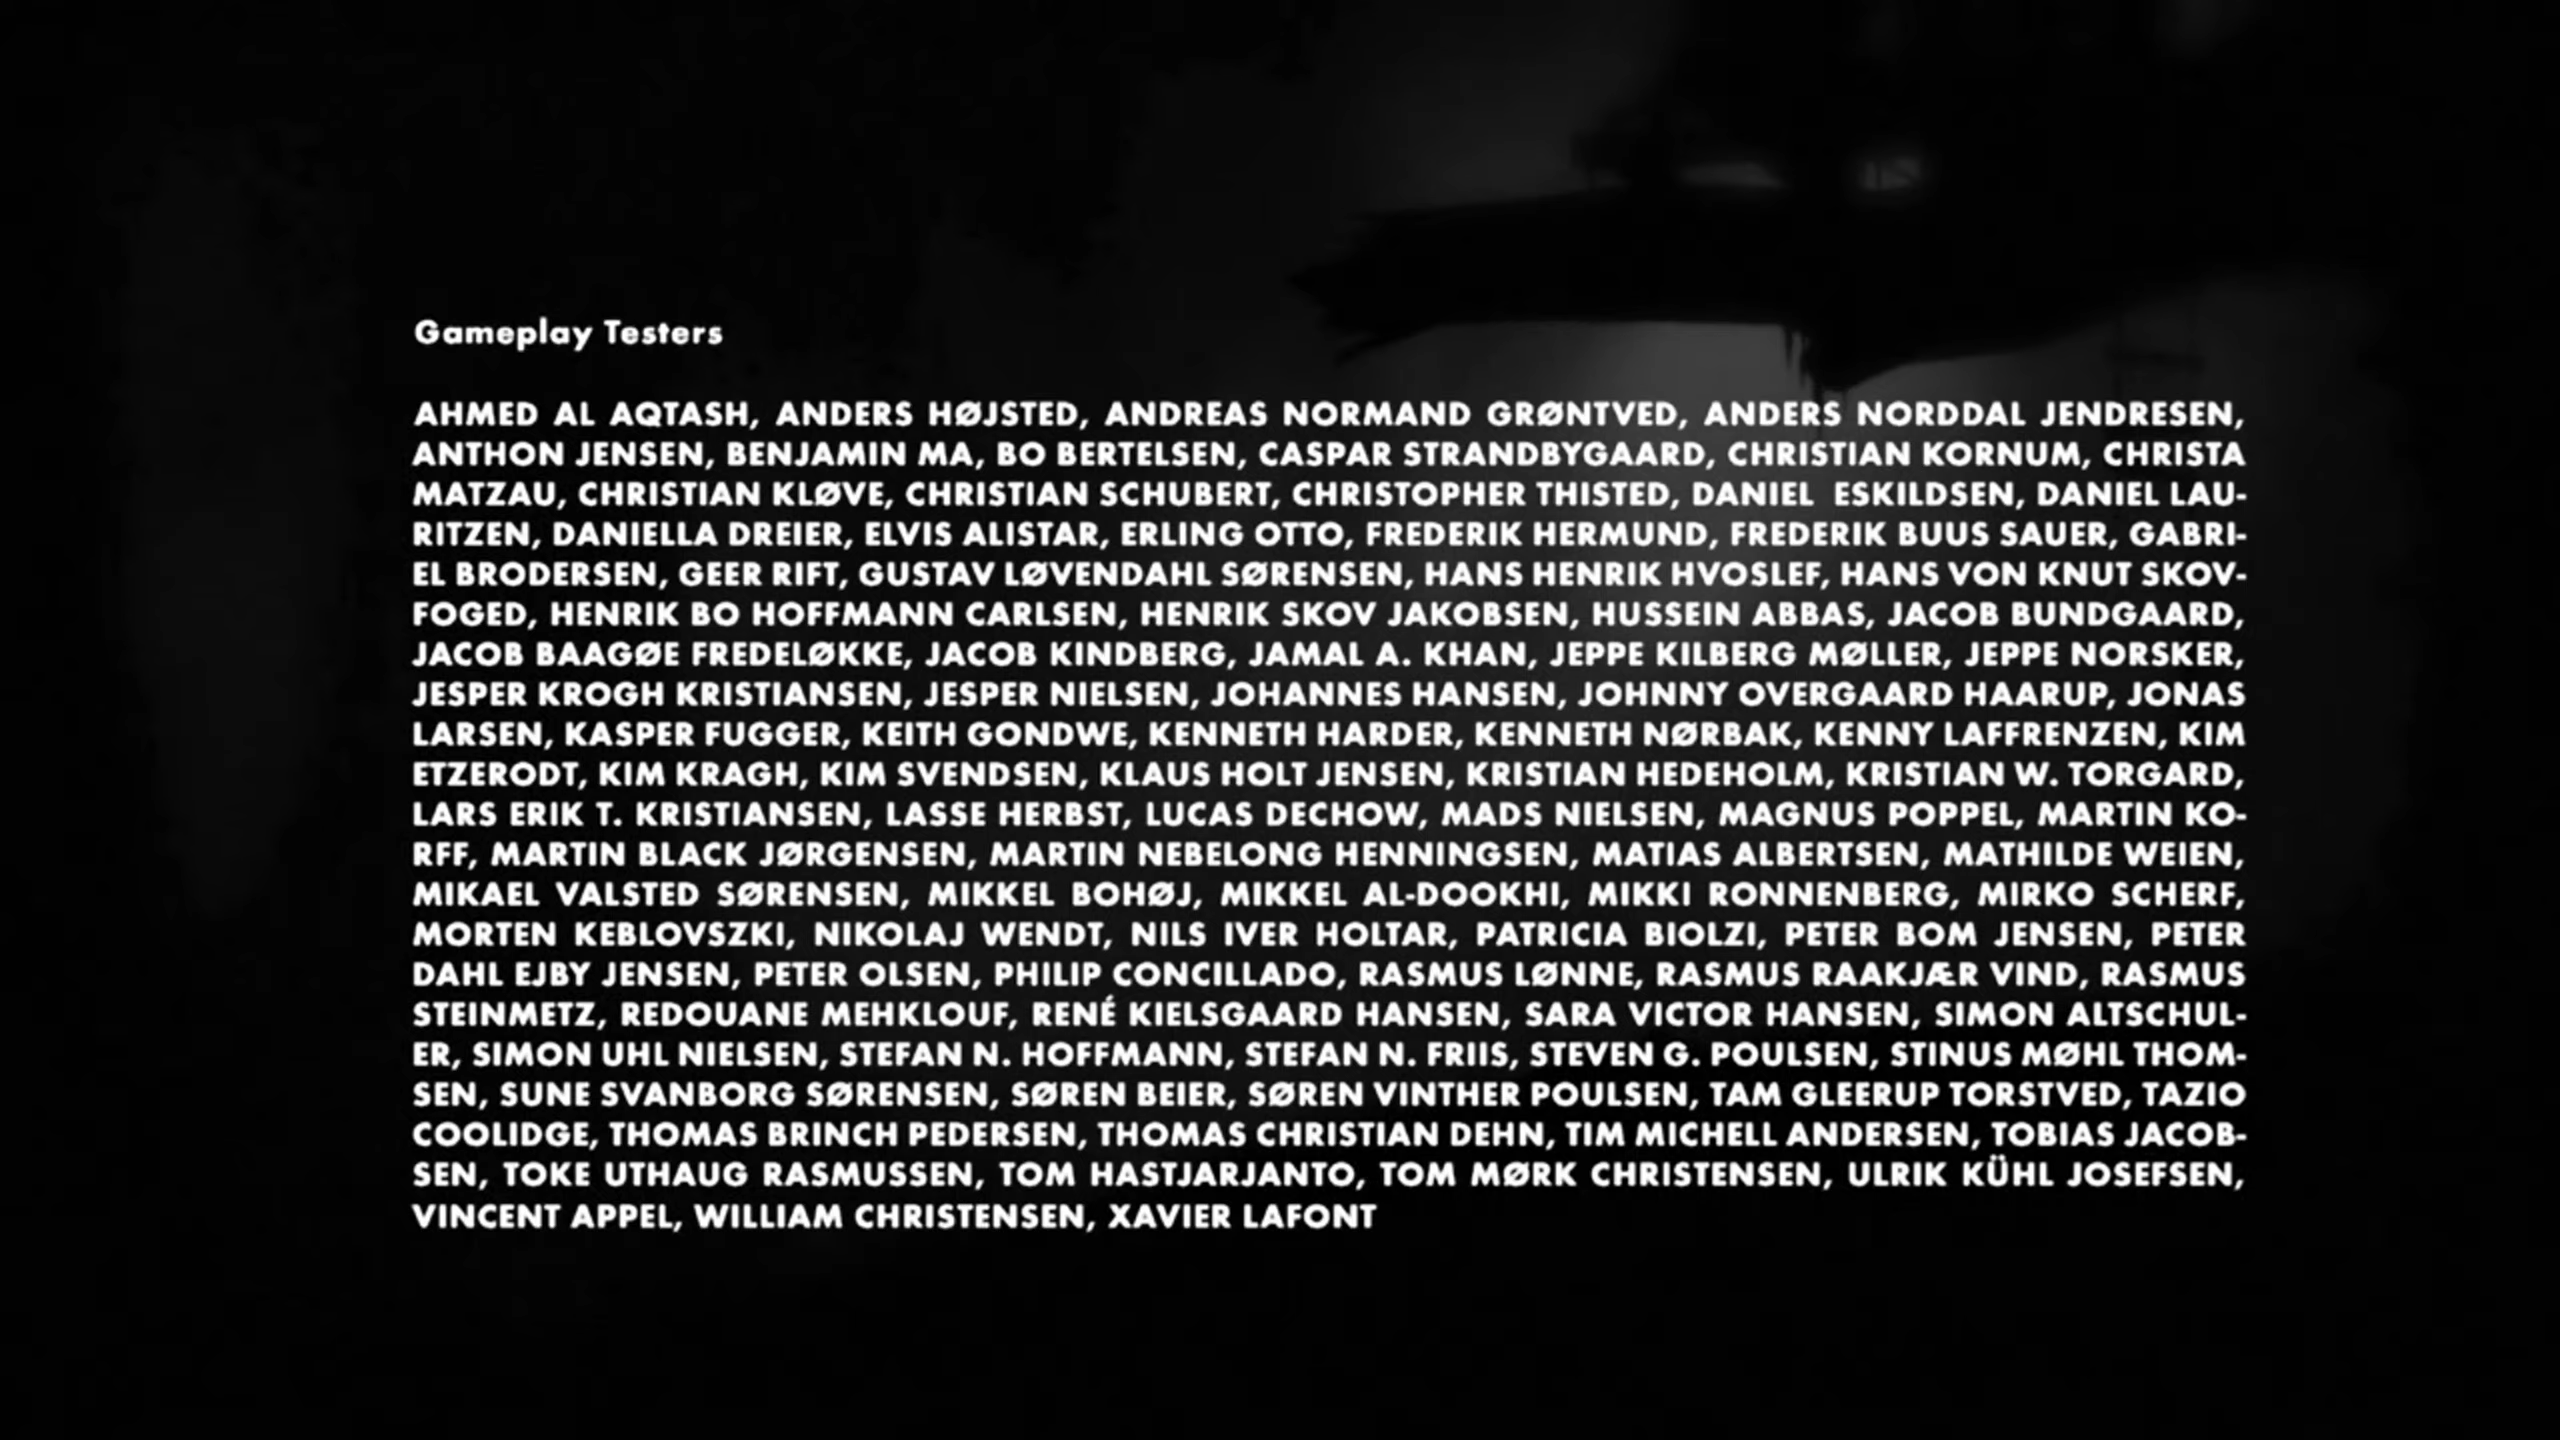 Gameplay Testers
AHMED AL AQTASH, ANDERS HØJSTED, ANDREAS NORMAND GRØNTVED, ANDERS NORDDAL JENDRESEN,
ANTHON JENSEN, BENJAMIN MA, BO BERTELSEN, CASPAR STRANDBYGAARD, CHRISTIAN KORNUM, CHRISTA
MATZAU, CHRISTIAN KLØVE, CHRISTIAN SCHUBERT, CHRISTOPHER THISTED, DANIEL ESKILDSEN, DANIEL LAU-
RITZEN, DANIELLA DREIER, ELVIS ALISTAR, ERLING OTTO, FREDERIK HERMUND, FREDERIK BUUS SAUER, GABRI-
EL BRODERSEN, GEER RIFT, GUSTAV LØVENDAHL SØRENSEN, HANS HENRIK HVOSLEF, HANS VON KNUT SKOV-
FOGED, HENRIK BO HOFFMANN CARLSEN, HENRIK SKOV JAKOBSEN, HUSSEIN ABBAS, JACOB BUNDGAARD,
JACOB BAAGØE FREDELØKKE, JACOB KINDBERG, JAMAL A. KHAN, JEPPE KILBERG MØLLER, JEPPE NORSKER,
JESPER KROGH KRISTIANSEN, JESPER NIELSEN, JOHANNES HANSEN, JOHNNY OVERGAARD HAARUP, JONAS
LARSEN, KASPER FUGGER, KEITH GONDWE, KENNETH HARDER, KENNETH NØRBAK, KENNY LAFFRENZEN, KIM
ETZERODT, KIM KRAGH, KIM SVENDSEN, KLAUS HOLT JENSEN, KRISTIAN HEDEHOLM, KRISTIAN W. TORGARD,
LARS ERIK T. KRISTIANSEN, LASSE HERBST, LUCAS DECHOW, MADS NIELSEN, MAGNUS POPPEL, MARTIN KO-
RFF, MARTIN BLACK JØRGENSEN, MARTIN NEBELONG HENNINGSEN, MATIAS ALBERTSEN, MATHILDE WEIEN,
MIKAEL VALSTED SØRENSEN, MIKKEL BOHØJ, MIKKEL AL-DOOKHI, MIKKI RONNENBERG, MIRKO SCHERF,
MORTEN KEBLOVSZKI, NIKOLAJ WENDT, NILS IVER HOLTAR, PATRICIA BIOLZI, PETER BOM JENSEN, PETER
DAHL EJBY JENSEN, PETER OLSEN, PHILIP CONCILLADO, RASMUS LØNNE, RASMUS RAAKJÆR VIND, RASMUS
STEINMETZ, REDOUANE MEHKLOUF, RENÉ KIELSGAARD HANSEN, SARA VICTOR HANSEN, SIMON ALTSCHUL-
ER, SIMON UHL NIELSEN, STEFAN N. HOFFMANN, STEFAN N. FRIIS, STEVEN G. POULSEN, STINUS MØHL THOM-
SEN, SUNE SVANBORG SØRENSEN, SØREN BEIER, SØREN VINTHER POULSEN, TAM GLEERUP TORSTVED, TAZIO
COOLIDGE, THOMAS BRINCH PEDERSEN, THOMAS CHRISTIAN DEHN, TIM MICHELL ANDERSEN, TOBIAS JACOB-
SEN, TOKE UTHAUG RASMUSSEN, TOM HASTJARJANTO, TOM MØRK CHRISTENSEN, ULRIK KÜHL JOSEFSEN,
VINCENT APPEL, WILLIAM CHRISTENSEN, XAVIER LAFONT